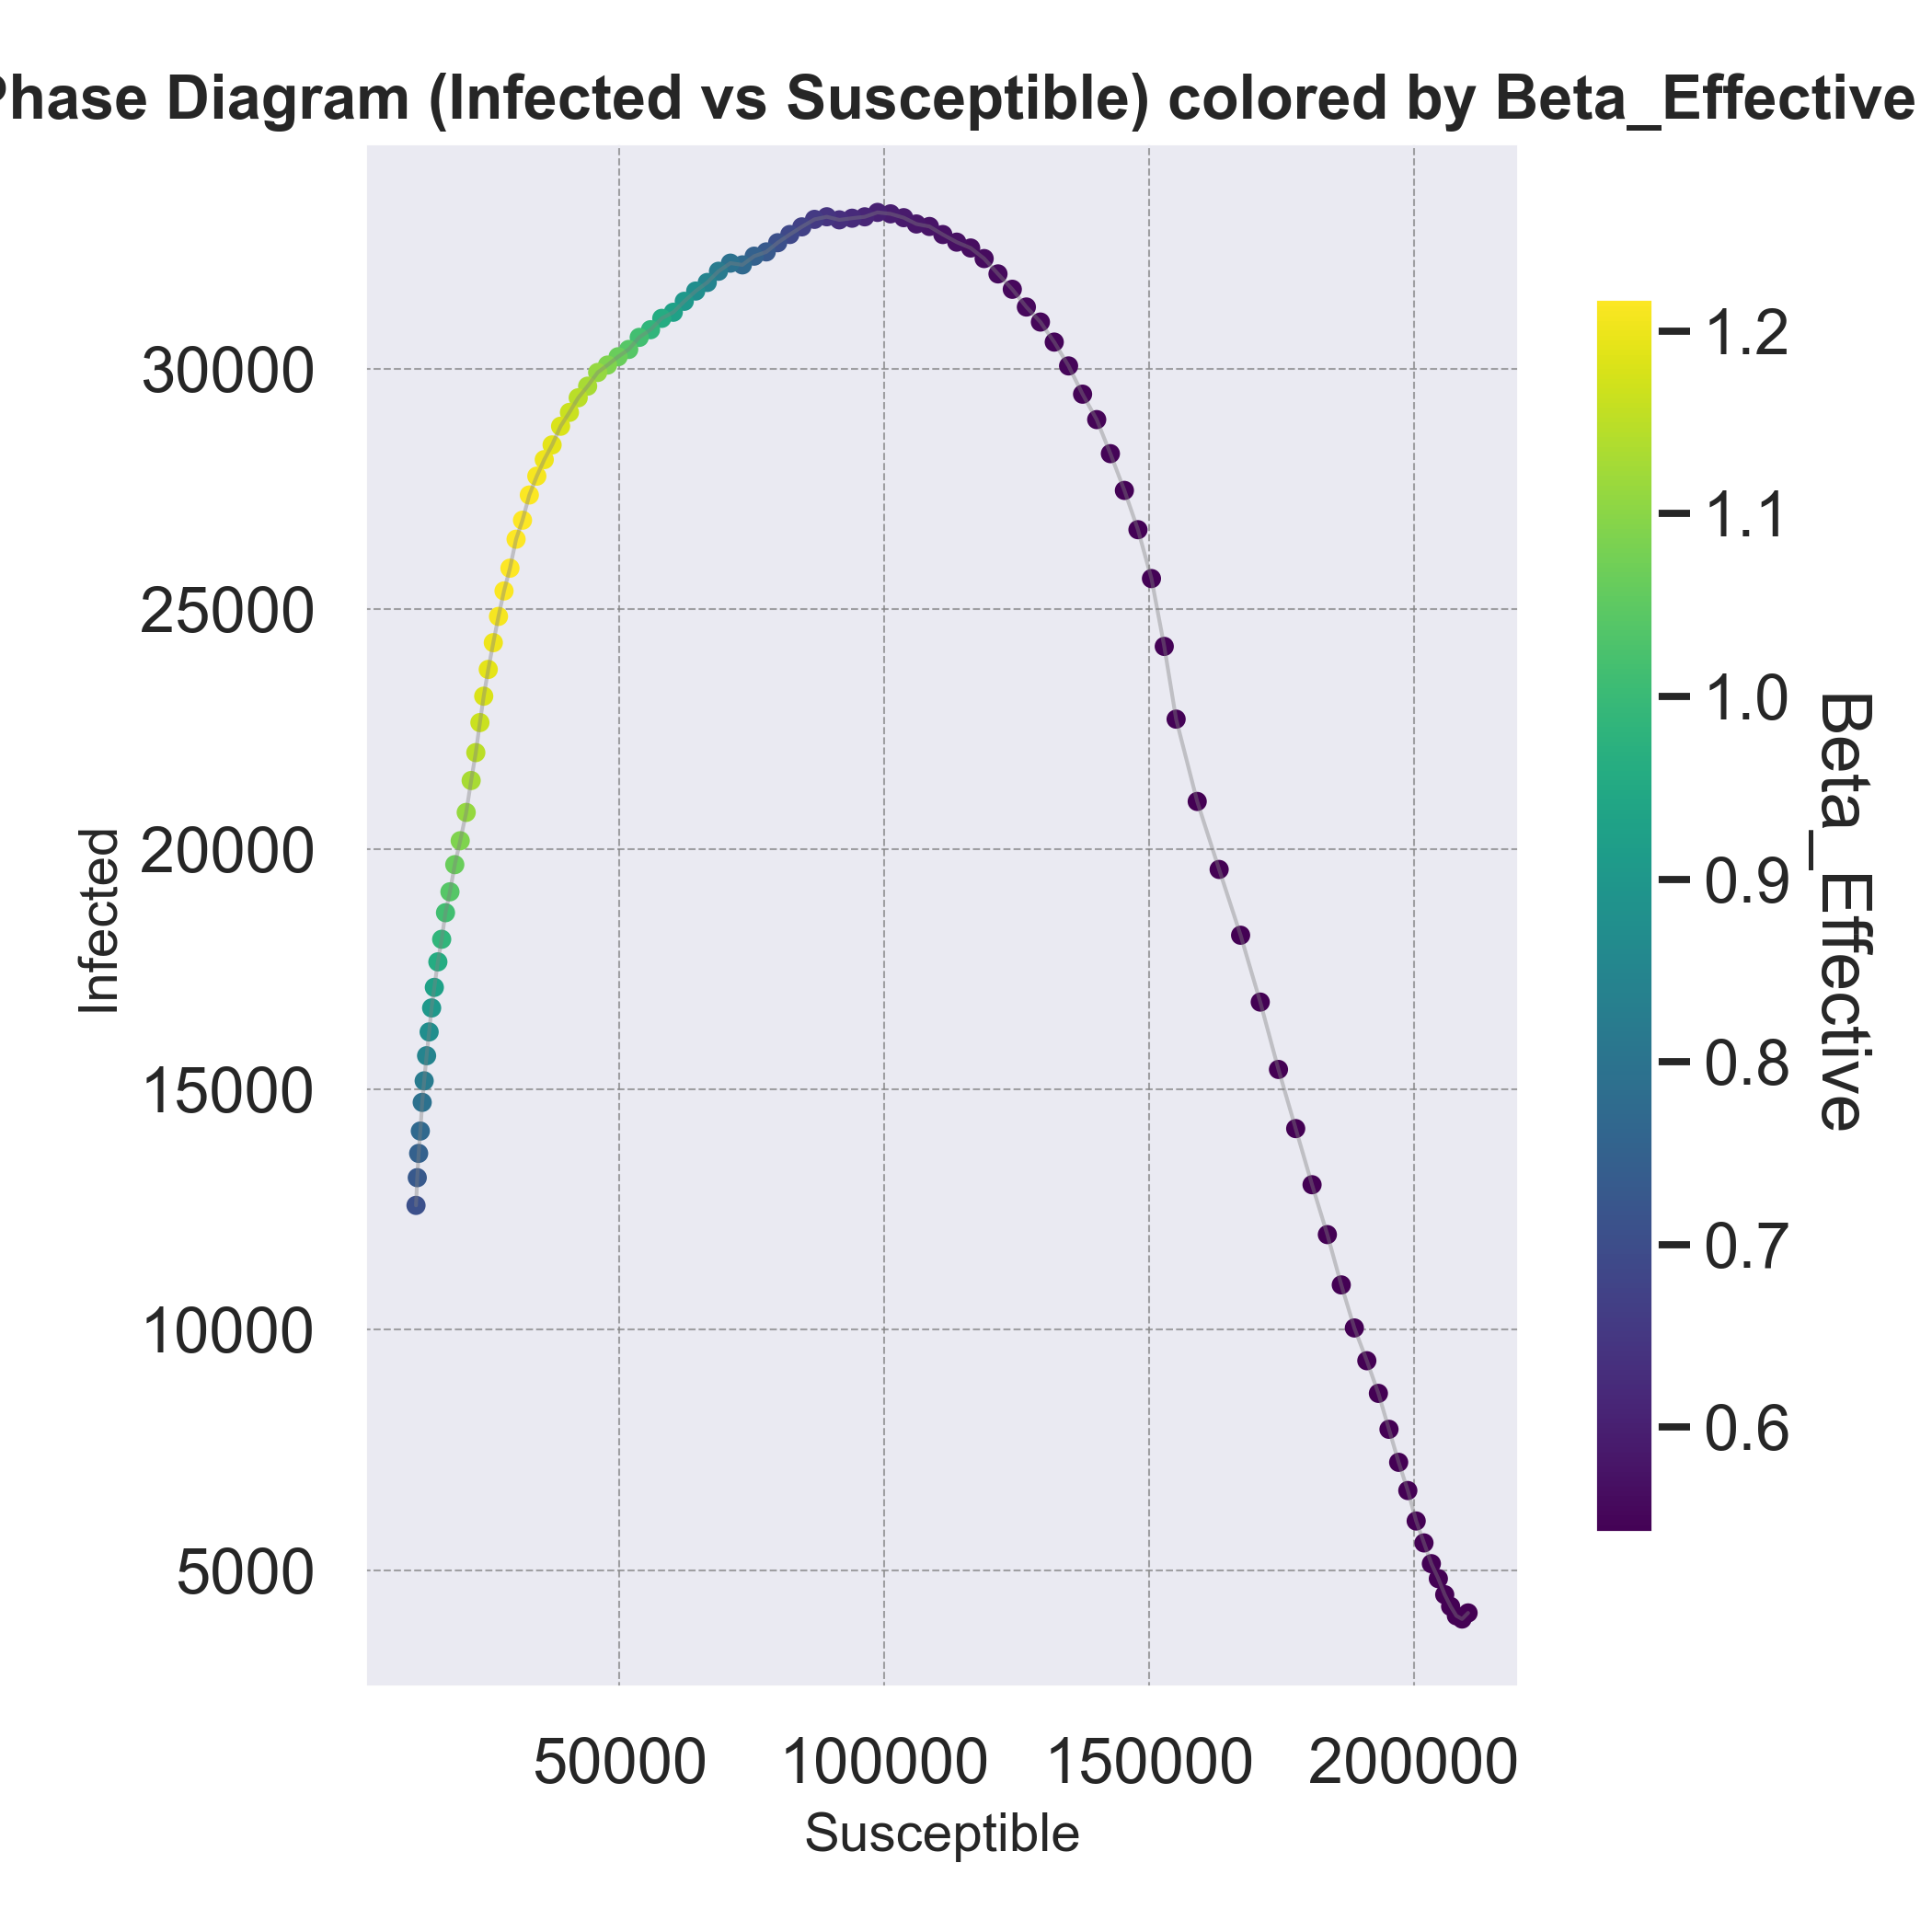 Phase Diagram (Infected vs Susceptible) colored by Beta_Effective
30000
25000
20000
15000
10000
5000
Infected
50000 100000 150000 200000
Susceptible
1.2
1.1
1.0
0.9
0.8
0.7
0.6
Beta_Effective